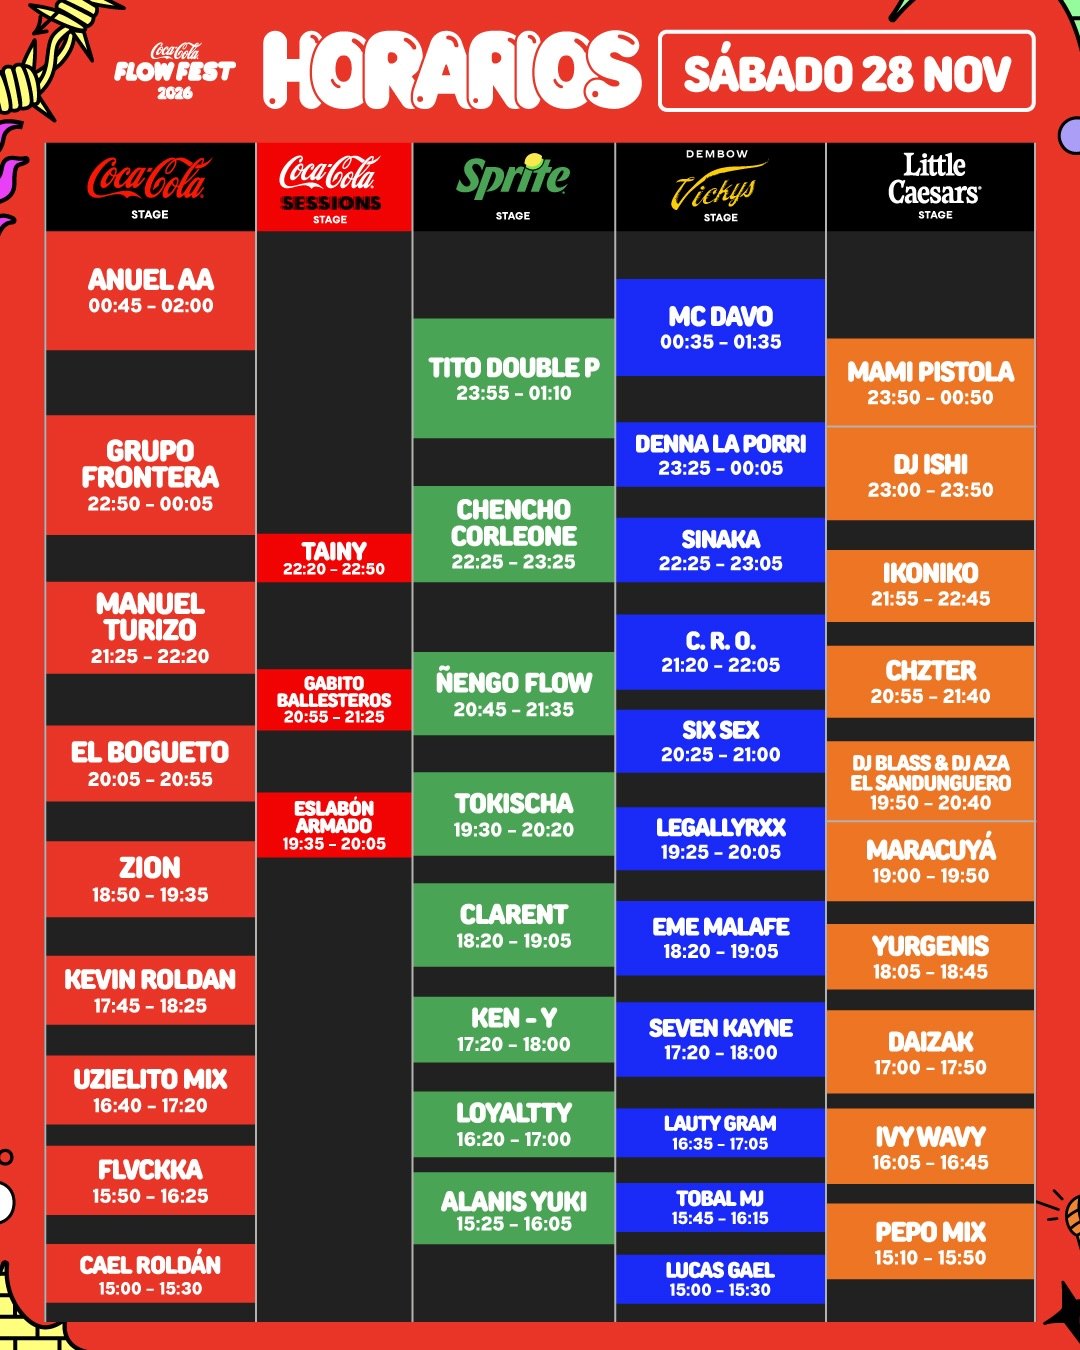 Coca-Cola
FLOW FEST
2026
HORARIOS
SÁBADO 28 NOV
Coca-Cola
STAGE
ANUEL AA
00:45 - 02:00
GRUPO
FRONTERA
22:50 - 00:05
MANUEL
TURIZO
21:25 - 22:20
EL BOGUETO
20:05 - 20:55
ZION
18:50 - 19:35
KEVIN ROLDAN
17:45 - 18:25
UZIELITO MIX
16:40 - 17:20
FLVCKKA
15:50 - 16:25
CAEL ROLDÁN
15:00 - 15:30
Coca-Cola
SESSIONS
STAGE
TAINY
22:20 - 22:50
GABITO
BALLESTEROS
20:55 - 21:25
ESLABÓN
ARMADO
19:35 - 20:05
Sprite
STAGE
TITO DOUBLE P
23:55 - 01:10
CHENCHO
CORLEONE
22:25 - 23:25
ÑENGO FLOW
20:45 - 21:35
TOKISCHA
19:30 - 20:20
CLARENT
18:20 - 19:05
KEN - Y
17:20 - 18:00
LOYALTTY
16:20 - 17:00
ALANIS YUKI
15:25 - 16:05
DEMBOW
Vickys
STAGE
MC DAVO
00:35 - 01:35
DENNA LA PORRI
23:25 - 00:05
SINAKA
22:25 - 23:05
C. R. O.
21:20 - 22:05
SIX SEX
20:25 - 21:00
LEGALLYRXX
19:25 - 20:05
EME MALAFE
18:20 - 19:05
SEVEN KAYNE
17:20 - 18:00
LAUTY GRAM
16:35 - 17:05
TOBAL MJ
15:45 - 16:15
LUCAS GAEL
15:00 - 15:30
Little
Caesars
STAGE
MAMI PISTOLA
23:50 - 00:50
DJ ISHI
23:00 - 23:50
IKONIKO
21:55 - 22:45
CHZTER
20:55 - 21:40
DJ BLASS & DJ AZA
EL SANDUNGUERO
19:50 - 20:40
MARACUYÁ
19:00 - 19:50
YURGENIS
18:05 - 18:45
DAIZAK
17:00 - 17:50
IVY WAVY
16:05 - 16:45
PEPO MIX
15:10 - 15:50